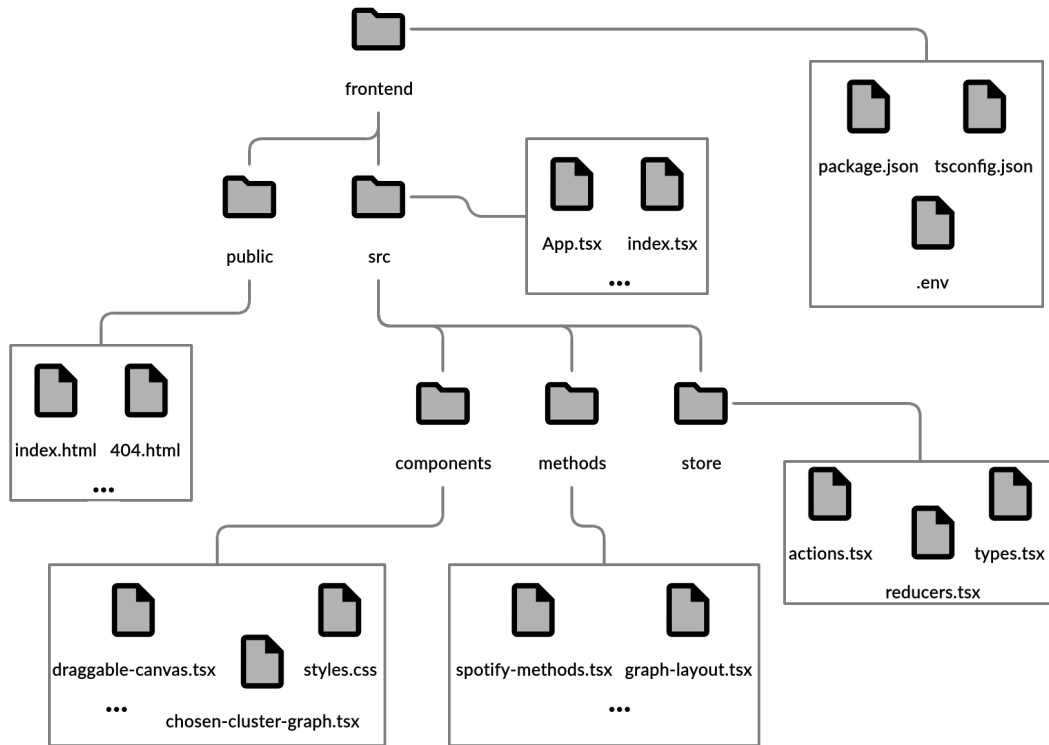 frontend
package.json tsconfig.json
.env
public
src
App.tsx index.tsx
...
index.html 404.html
...
components
methods
store
actions.tsx
types.tsx
reducers.tsx
draggable-canvas.tsx
styles.css
...
chosen-cluster-graph.tsx
spotify-methods.tsx graph-layout.tsx
...